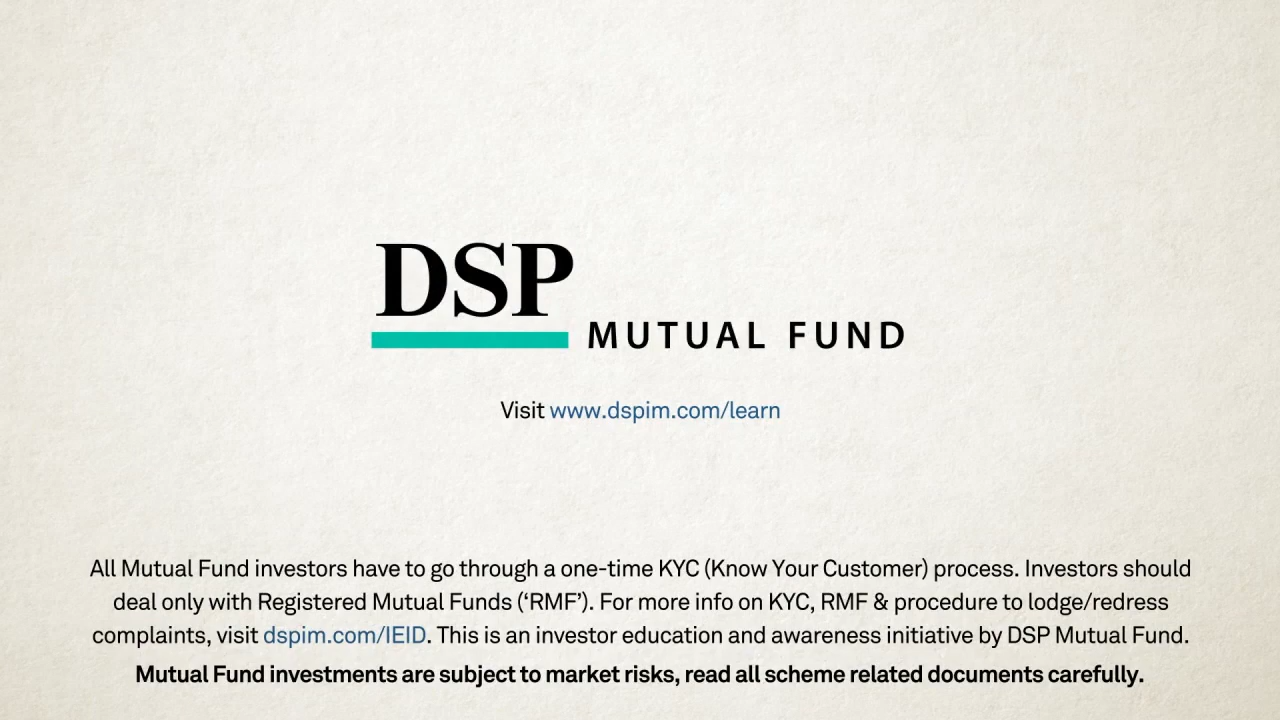 DSP
MUTUAL FUND
Visit www.dspim.com/learn
All Mutual Fund investors have to go through a one-time KYC (Know Your Customer) process. Investors should
deal only with Registered Mutual Funds (‘RMF’). For more info on KYC, RMF & procedure to lodge/redress
complaints, visit dspim.com/IEID. This is an investor education and awareness initiative by DSP Mutual Fund.
Mutual Fund investments are subject to market risks, read all scheme related documents carefully.